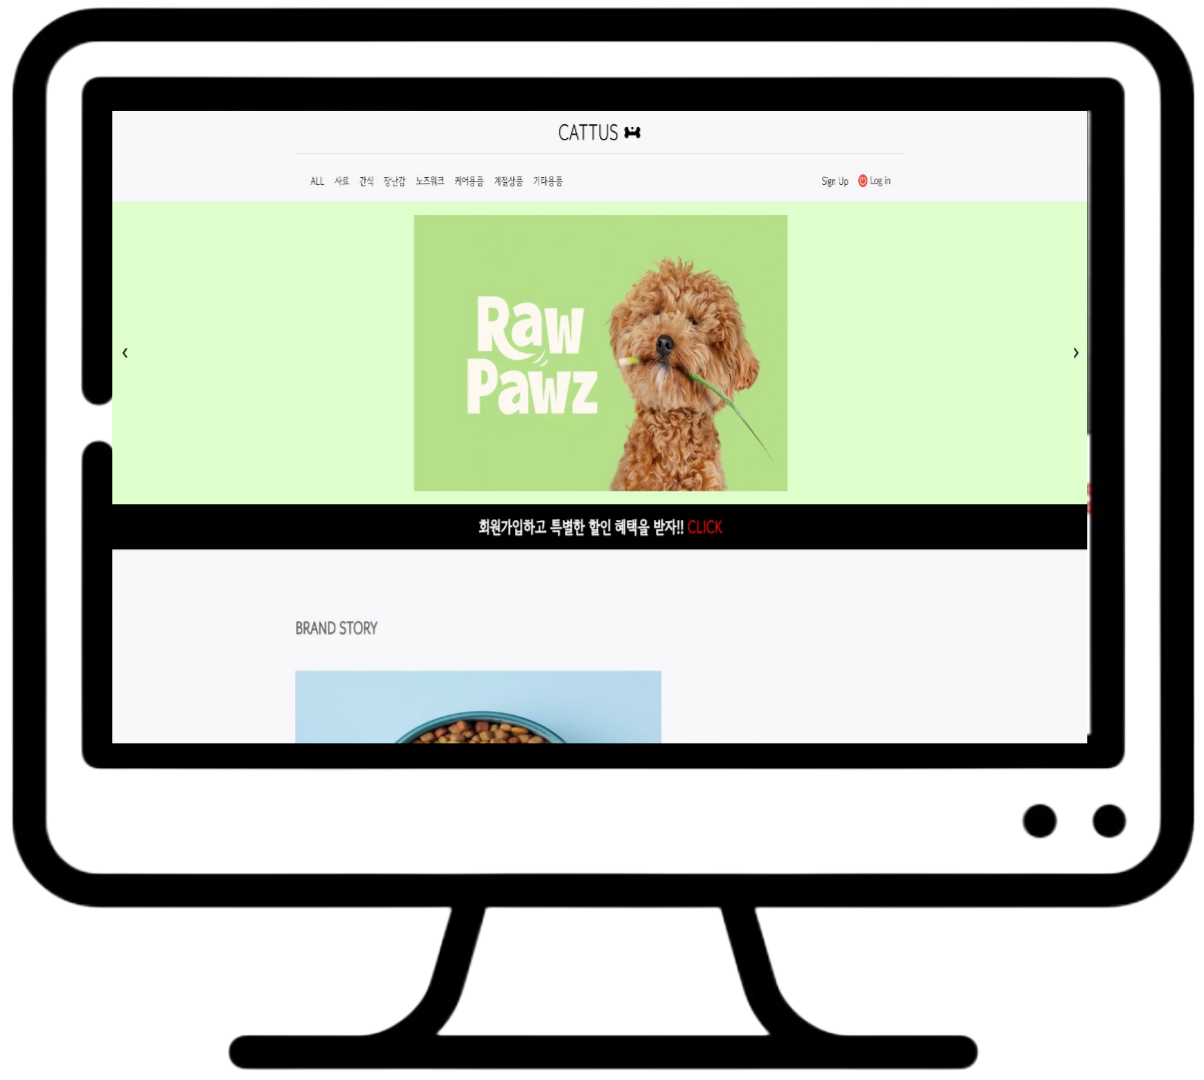 CATTUS
ALL 사료 간식 장난감 노즈워크 케어용품 계절상품 기타용품 Sign Up Log in
Raw
Pawz
회원가입하고 특별한 할인 혜택을 받자!! CLICK
BRAND STORY